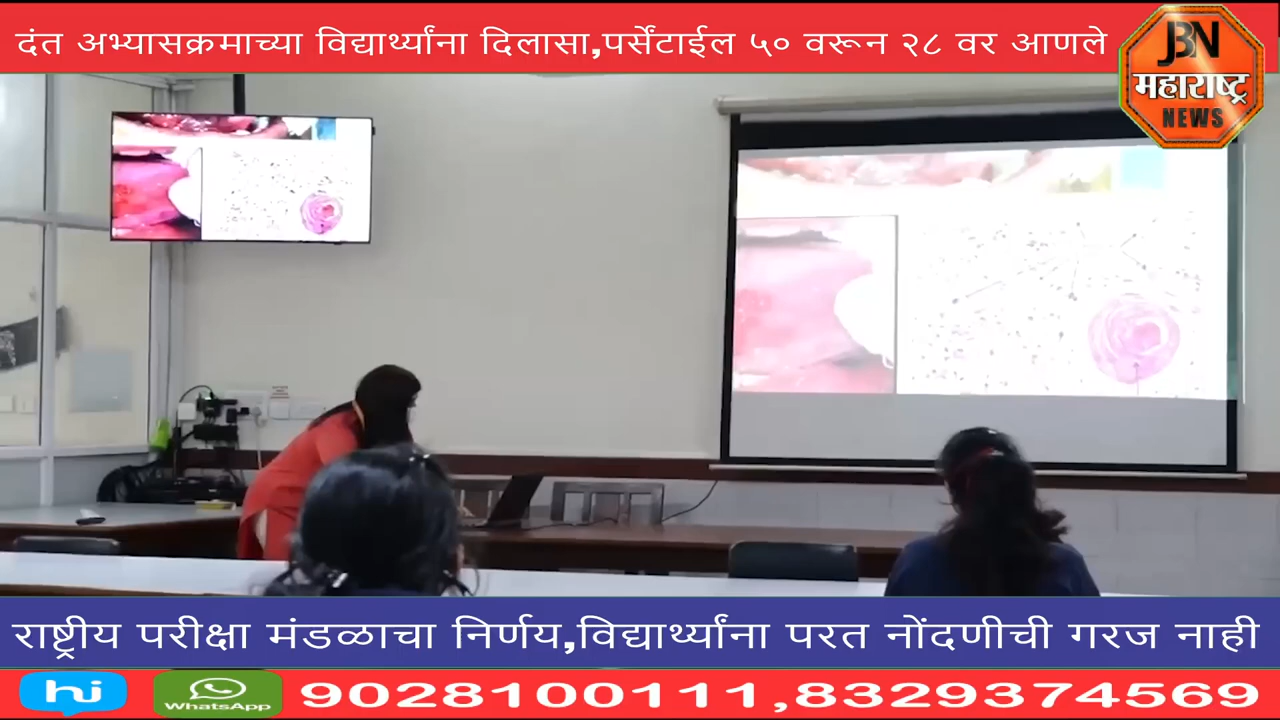 दंत अभ्यासक्रमाच्या विद्यार्थ्यांना दिलासा,पर्सेंटाईल ५० वरून २८ वर आणले
JBN
महाराष्ट्र
NEWS
राष्ट्रीय परीक्षा मंडळाचा निर्णय,विद्यार्थ्यांना परत नोंदणीची गरज नाही
hi
WhatsApp
9028100111,8329374569